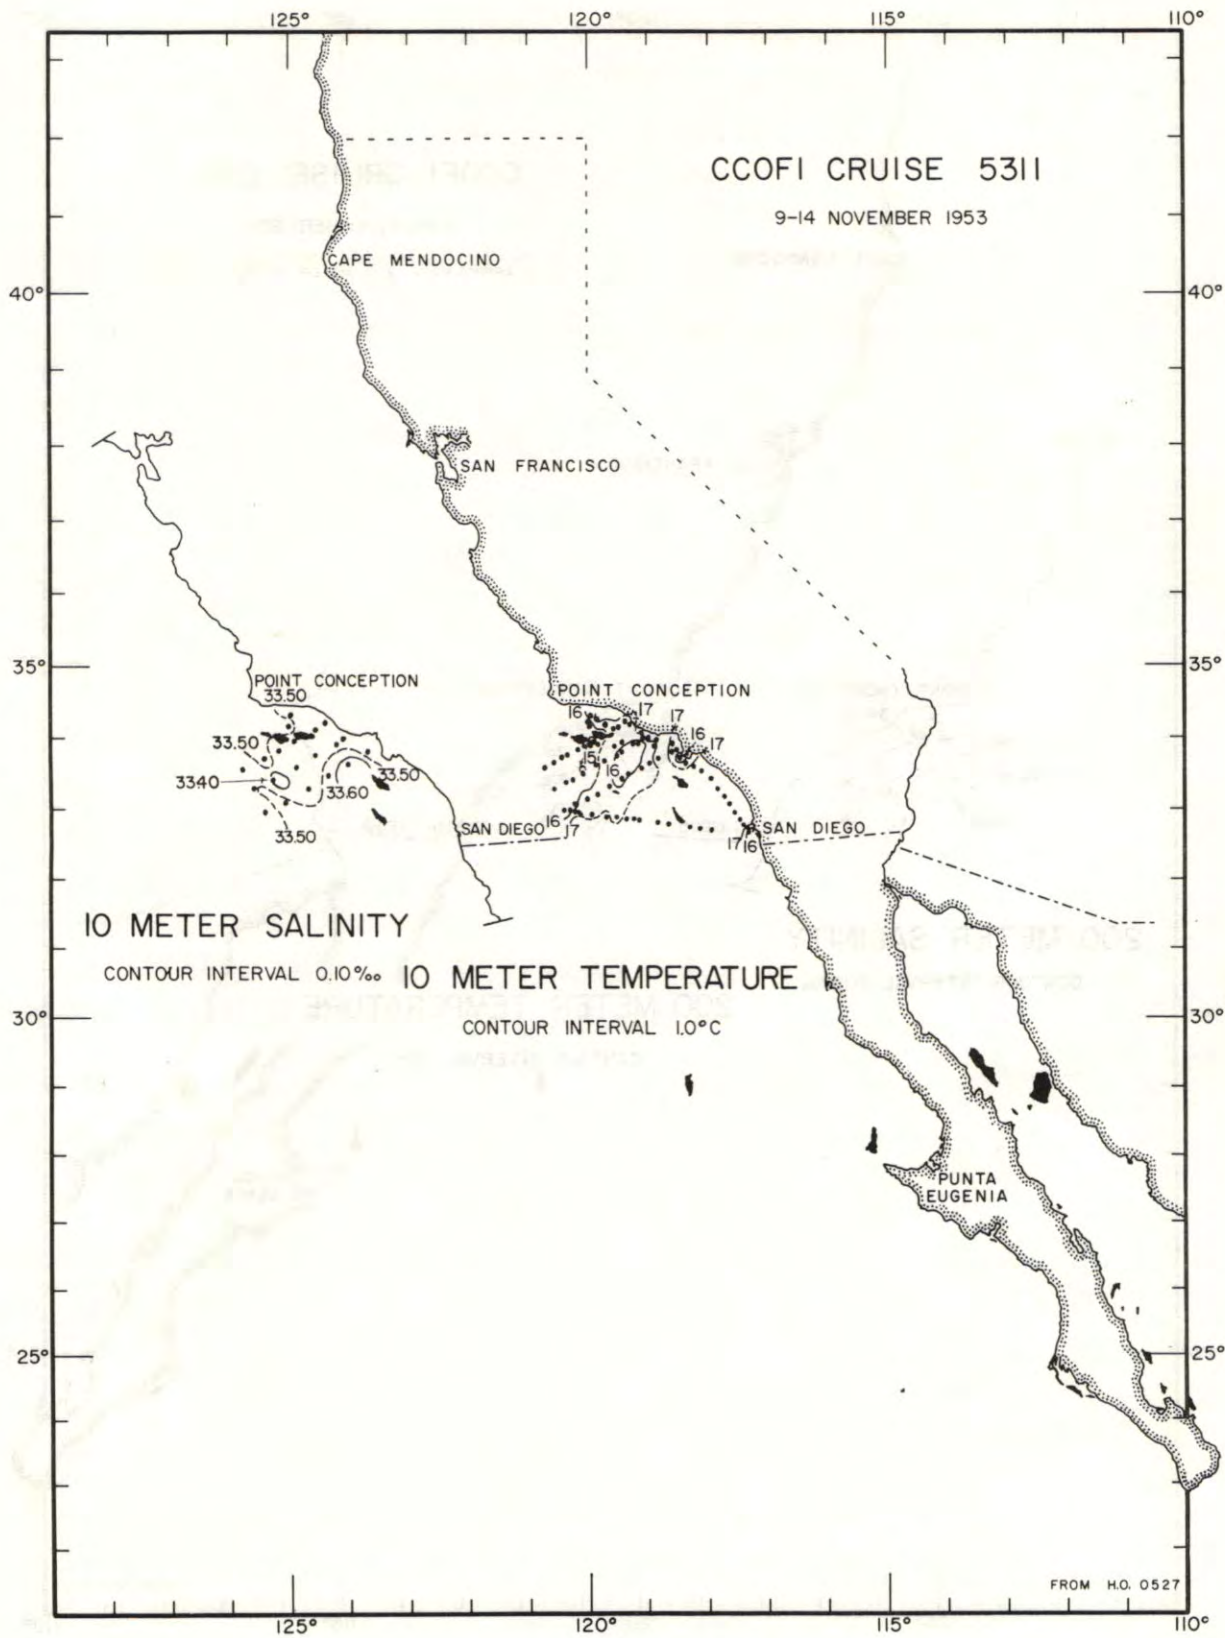 125° 120° 115° 110°
CCOFI CRUISE 5311
9-14 NOVEMBER 1953
CAPE MENDOCINO
40° 40°
SAN FRANCISCO
35° 35°
POINT CONCEPTION
33.50
POINT CONCEPTION
16 17 17
16
33.50 15 17
33.50
16
3340 33.60
33.50
16
17
SAN DIEGO
SAN DIEGO
17 16
10 METER SALINITY
CONTOUR INTERVAL 0.10‰
10 METER TEMPERATURE
CONTOUR INTERVAL 1.0°C
30° 30°
PUNTA
EUGENIA
25° 25°
FROM H.O. 0527
125° 120° 115° 110°